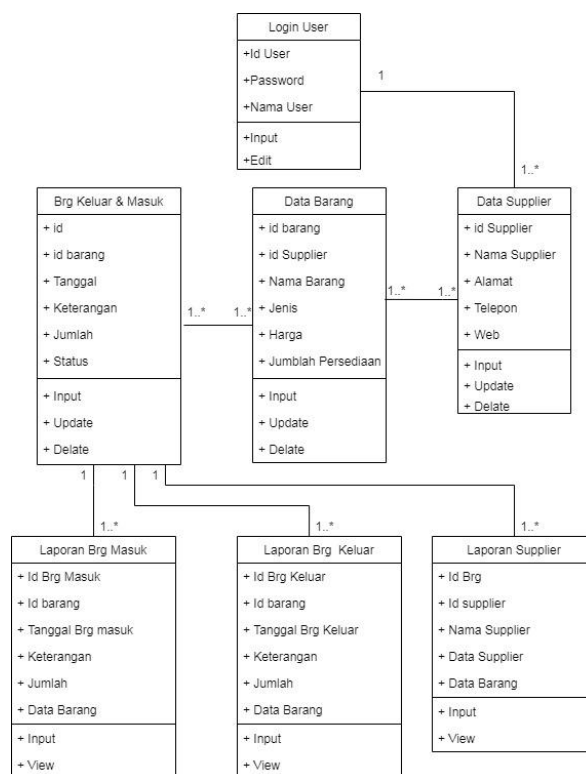 Login User
+Id User
+Password
+Nama User
+Input
+Edit
1
1..*
Brg Keluar & Masuk
+ id
+ id barang
+ Tanggal
+ Keterangan
+ Jumlah
+ Status
+ Input
+ Update
+ Delate
1..*
1..*
Data Barang
+ id barang
+ id Supplier
+ Nama Barang
+ Jenis
+ Harga
+ Jumblah Persediaan
+ Input
+ Update
+ Delate
1..*
1..*
Data Supplier
+ id Supplier
+ Nama Supplier
+ Alamat
+ Telepon
+ Web
+ Input
+ Update
+ Delate
1
1
1
1..*
1..*
1..*
Laporan Brg Masuk
+ Id Brg Masuk
+ Id barang
+ Tanggal Brg masuk
+ Keterangan
+ Jumlah
+ Data Barang
+ Input
+ View
Laporan Brg Keluar
+ Id Brg Keluar
+ Id barang
+ Tanggal Brg Keluar
+ Keterangan
+ Jumlah
+ Data Barang
+ Input
+ View
Laporan Supplier
+ Id Brg
+ Id supplier
+ Nama Supplier
+ Data Supplier
+ Data Barang
+ Input
+ View